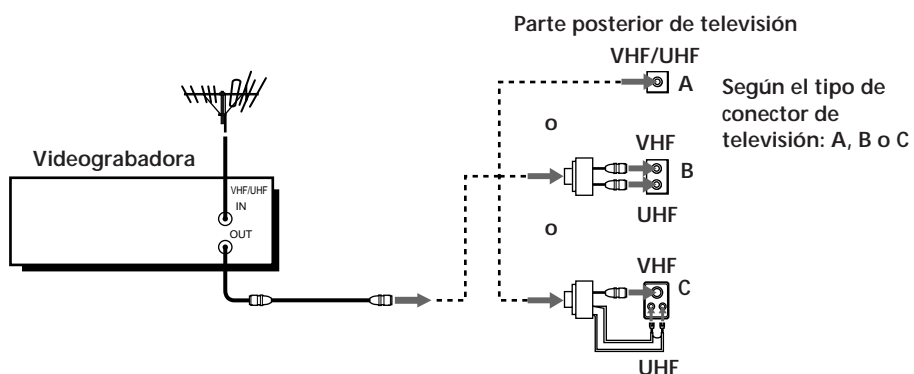 Parte posterior de televisión
VHF/UHF
A
Según el tipo de
conector de
televisión: A, B o C
o
VHF
B
UHF
Videograbadora
VHF/UHF
IN
OUT
o
VHF
C
UHF